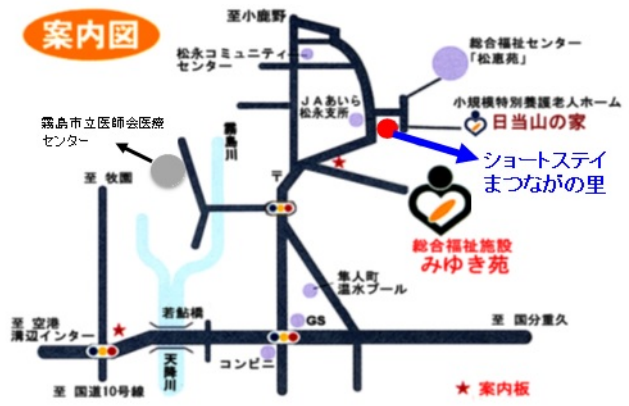 案内図
至小鹿野
松永コミュニティ
センター
総合福祉センター
「松恵苑」
JAあいら
松永支所
小規模特別養護老人ホーム
日当山の家
霧島市立医師会医療
センター
霧島川
ショートステイ
まつながの里
至 牧園
〒
総合福祉施設
みゆき苑
隼人町
温水プール
若鮎橋
GS
至 国分重久
至 空港
溝辺インター
天降川
コンビニ
至 国道10号線
★ 案内板